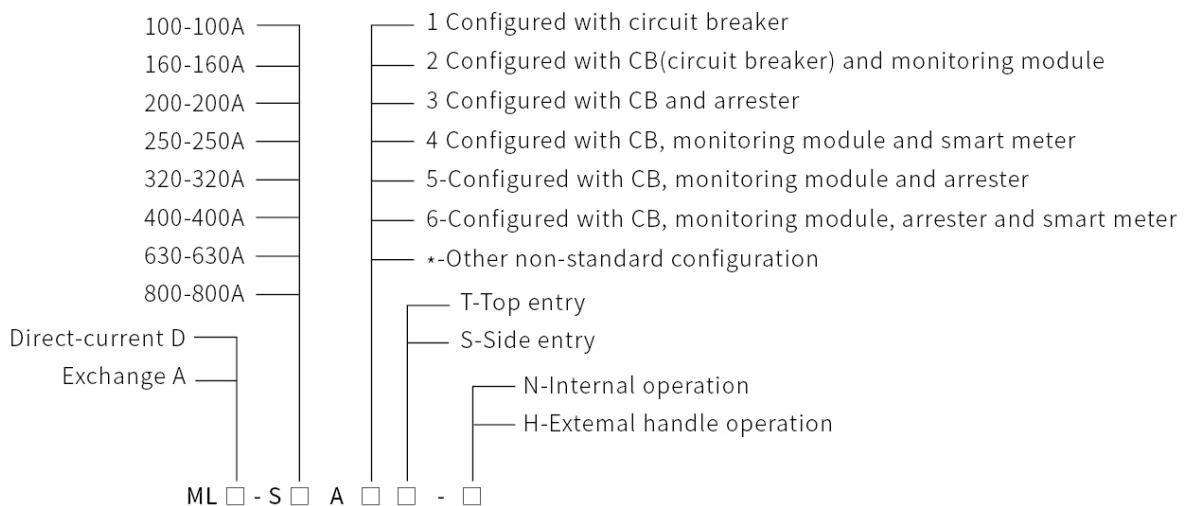 100-100A
160-160A
200-200A
250-250A
320-320A
400-400A
630-630A
800-800A
Direct-current D
Exchange A
1 Configured with circuit breaker
2 Configured with CB(circuit breaker) and monitoring module
3 Configured with CB and arrester
4 Configured with CB, monitoring module and smart meter
5-Configured with CB, monitoring module and arrester
6-Configured with CB, monitoring module, arrester and smart meter
*-Other non-standard configuration
T-Top entry
S-Side entry
N-Internal operation
H-Extemal handle operation
ML □ - S □ A □ □ - □